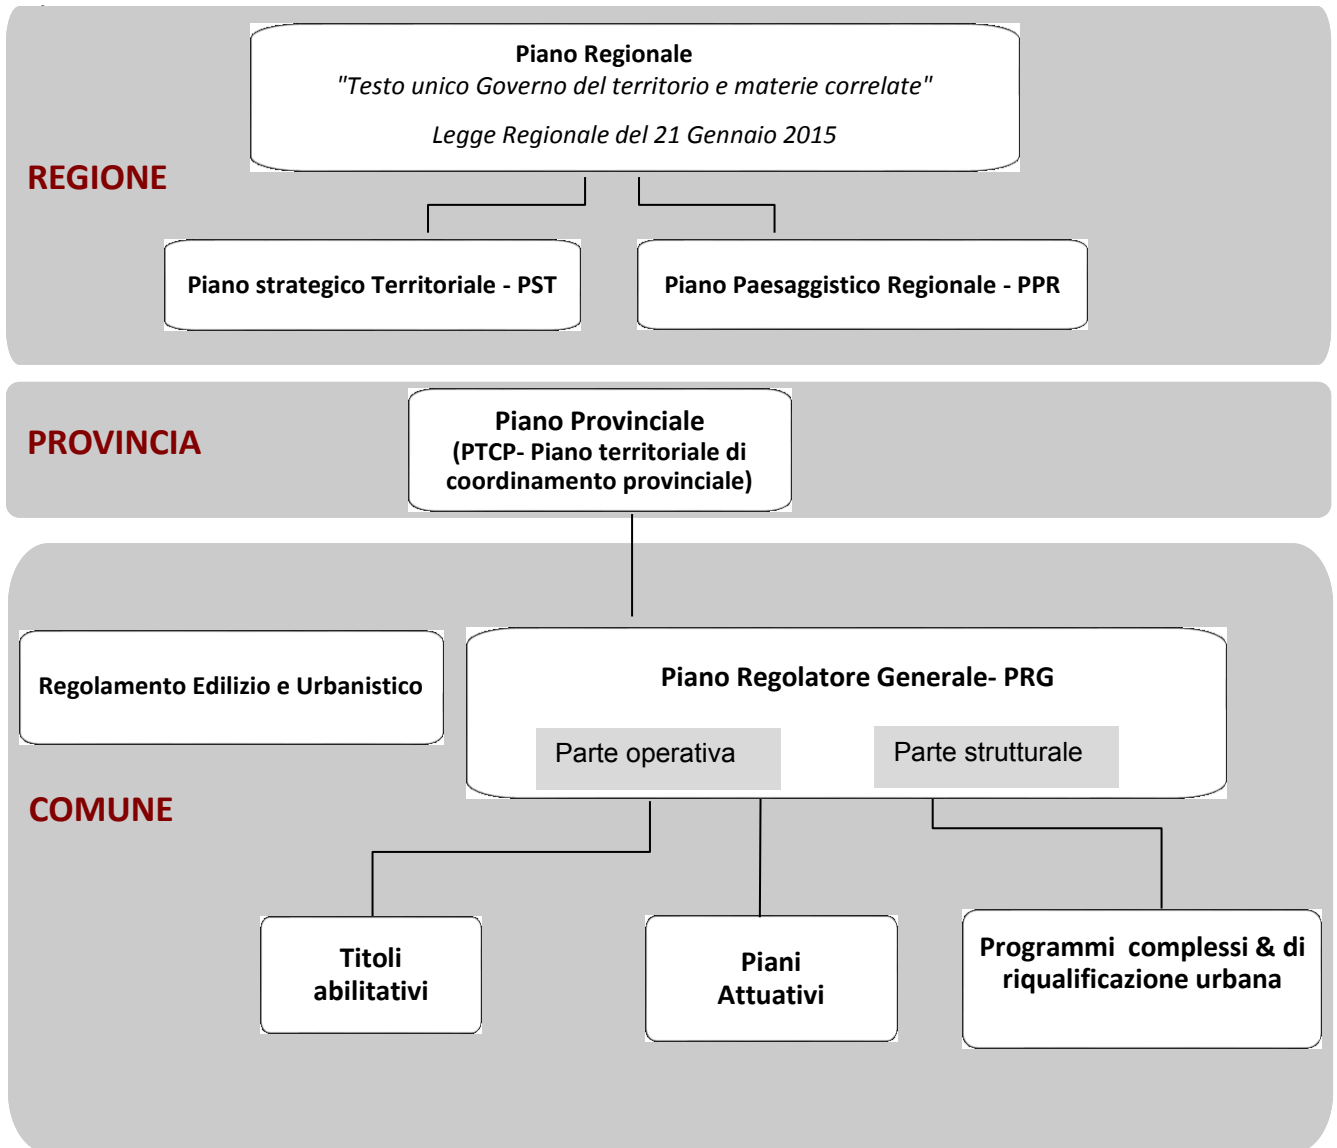 Piano Regionale
"Testo unico Governo del territorio e materie correlate"
Legge Regionale del 21 Gennaio 2015
REGIONE
Piano strategico Territoriale - PST
Piano Paesaggistico Regionale - PPR
PROVINCIA
Piano Provinciale
(PTCP- Piano territoriale di
coordinamento provinciale)
Regolamento Edilizio e Urbanistico
Piano Regolatore Generale- PRG
Parte operativa
Parte strutturale
COMUNE
Titoli
abilitativi
Piani
Attuativi
Programmi complessi & di
riqualificazione urbana